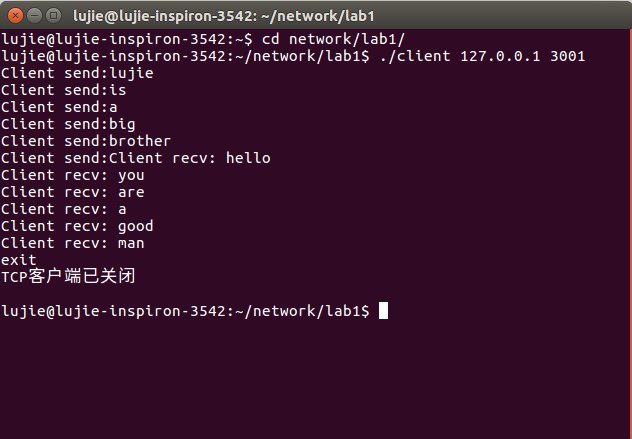 lujie@lujie-inspiron-3542: ~/network/lab1
lujie@lujie-inspiron-3542:~$ cd network/lab1/
lujie@lujie-inspiron-3542:~/network/lab1$ ./client 127.0.0.1 3001
Client send:lujie
Client send:is
Client send:a
Client send:big
Client send:brother
Client send:Client recv: hello
Client recv: you
Client recv: are
Client recv: a
Client recv: good
Client recv: man
exit
TCP客户端已关闭
lujie@lujie-inspiron-3542:~/network/lab1$